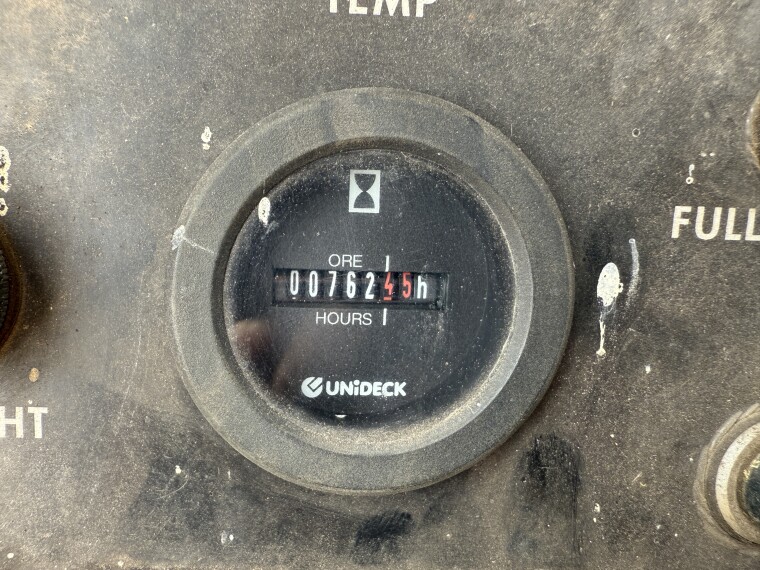 TEMP
ORE
0076245h
HOURS
UNiDECK
FULL
HT